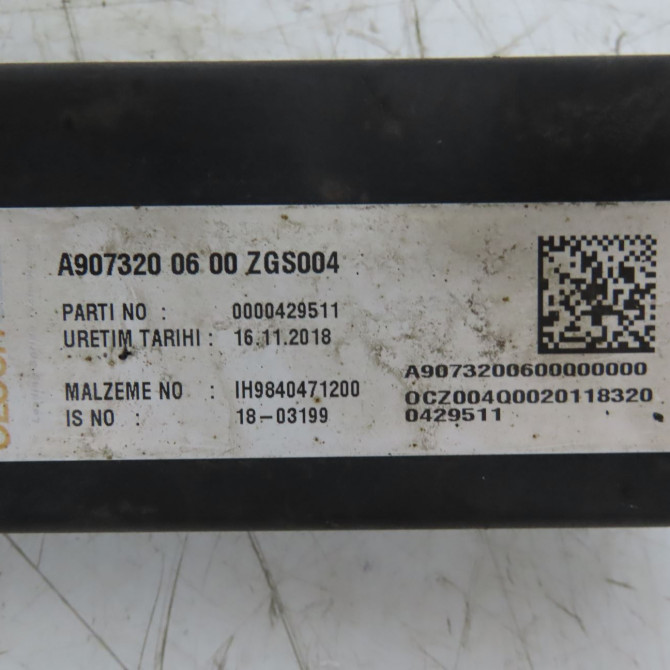 A907320 06 00 ZGS004
PARTI NO : 0000429511
URETIM TARIHI : 16.11.2018
MALZEME NO : IH9840471200
IS NO : 18-03199
A9073200600Q00000
0CZ004Q0020118320
0429511